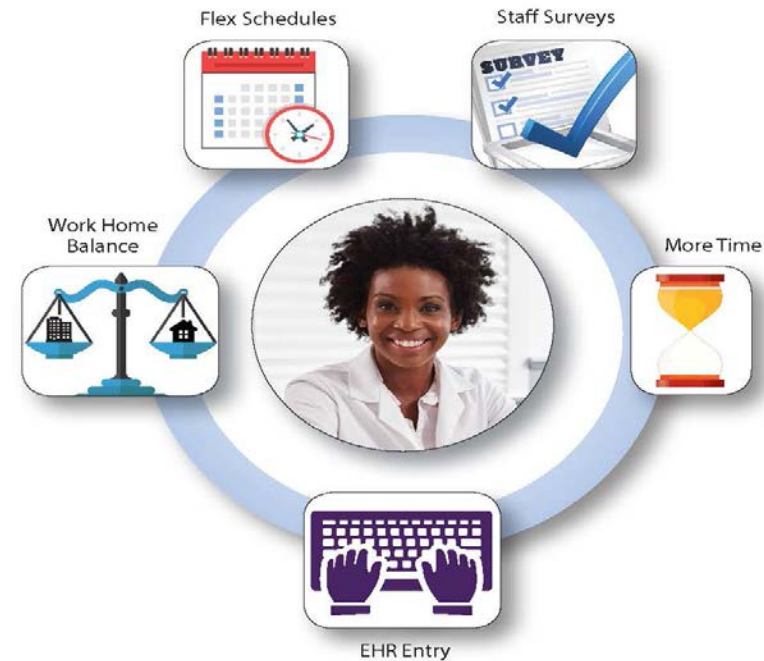 Flex Schedules
Staff Surveys
SURVEY
Work Home
Balance
More Time
EHR Entry